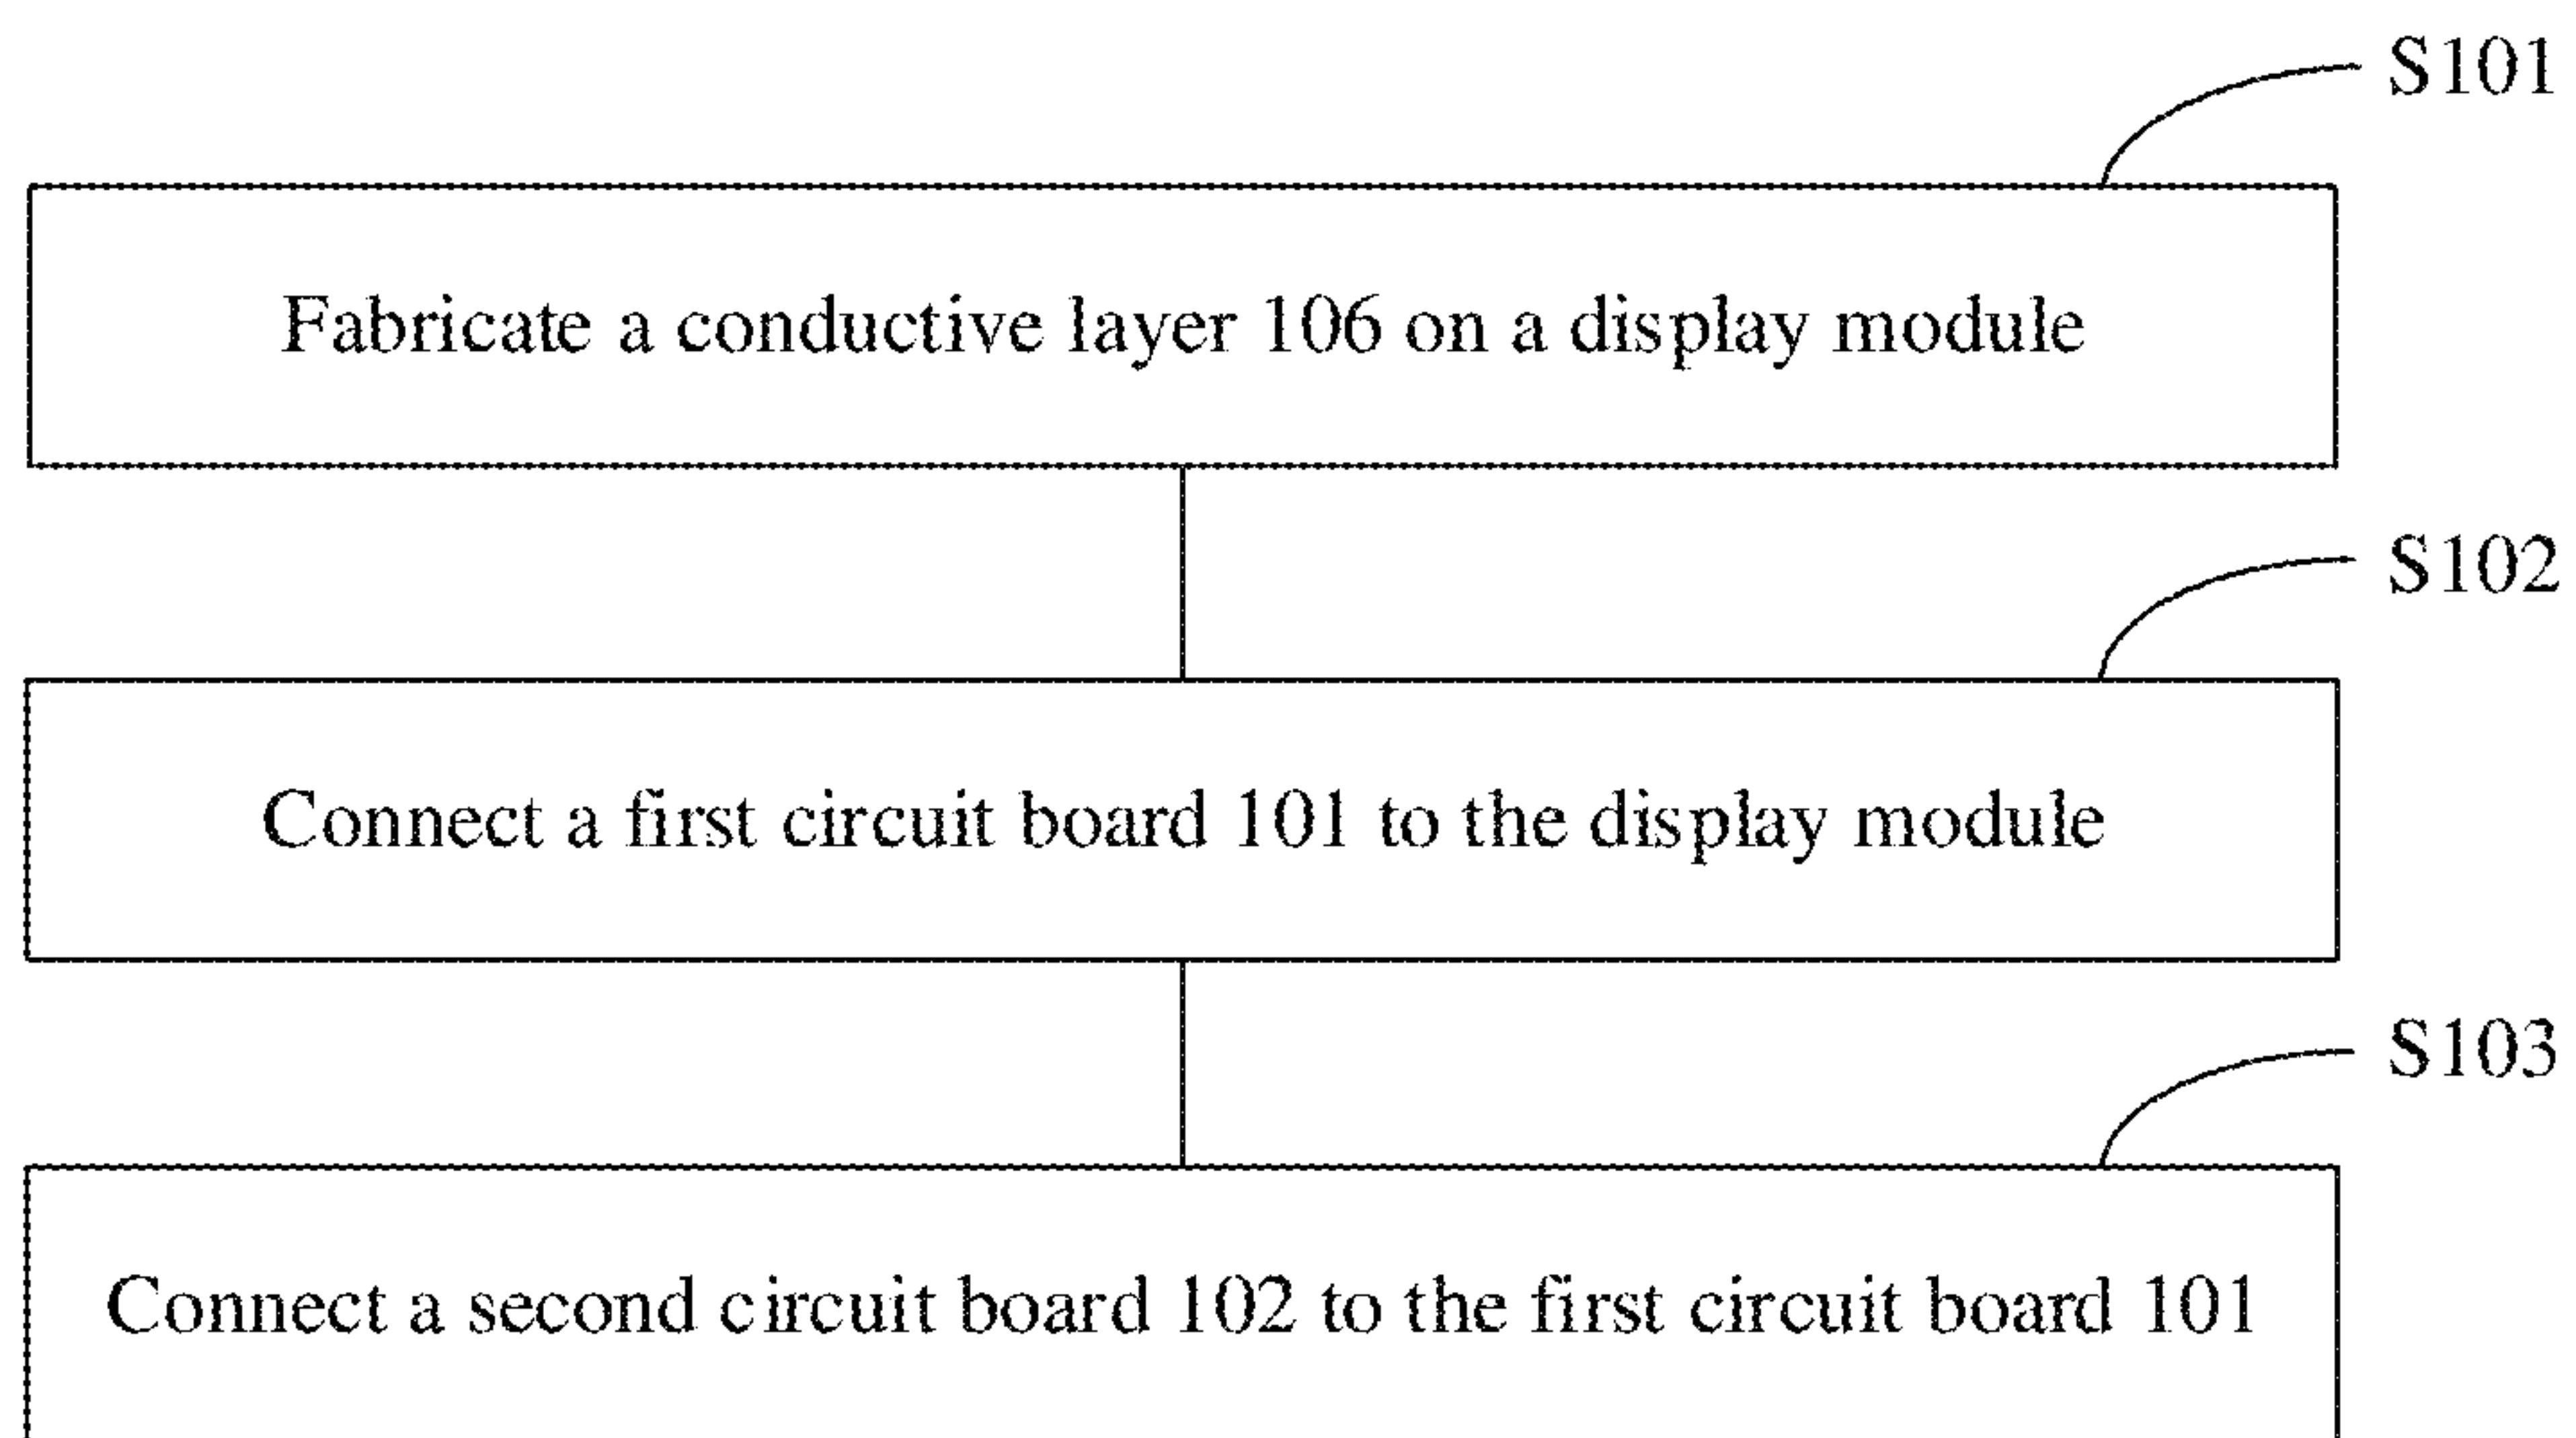 S101
Fabricate a conductive layer 106 on a display module
S102
Connect a first circuit board 101 to the display module
S103
Connect a second circuit board 102 to the first circuit board 101